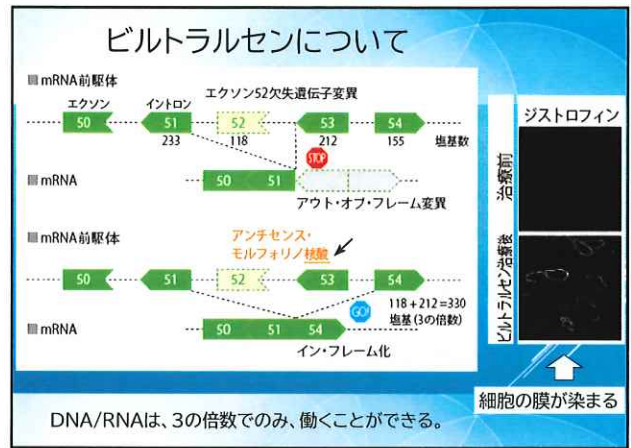 ビルトラルセンについて
mRNA前駆体
エクソン52欠失遺伝子変異
エクソン
イントロン
50
51
52
53
54
233
118
212
155
塩基数
STOP
mRNA
50
51
アウト・オブ・フレーム変異
mRNA前駆体
アンチセンス・
モルフォリノ核酸
50
51
52
53
54
118+212=330
塩基(3の倍数)
GO!
mRNA
50
51
54
イン・フレーム化
ジストロフィン
治療前
ビルトラルセン治療後
細胞の膜が染まる
DNA/RNAは、3の倍数でのみ、働くことができる。